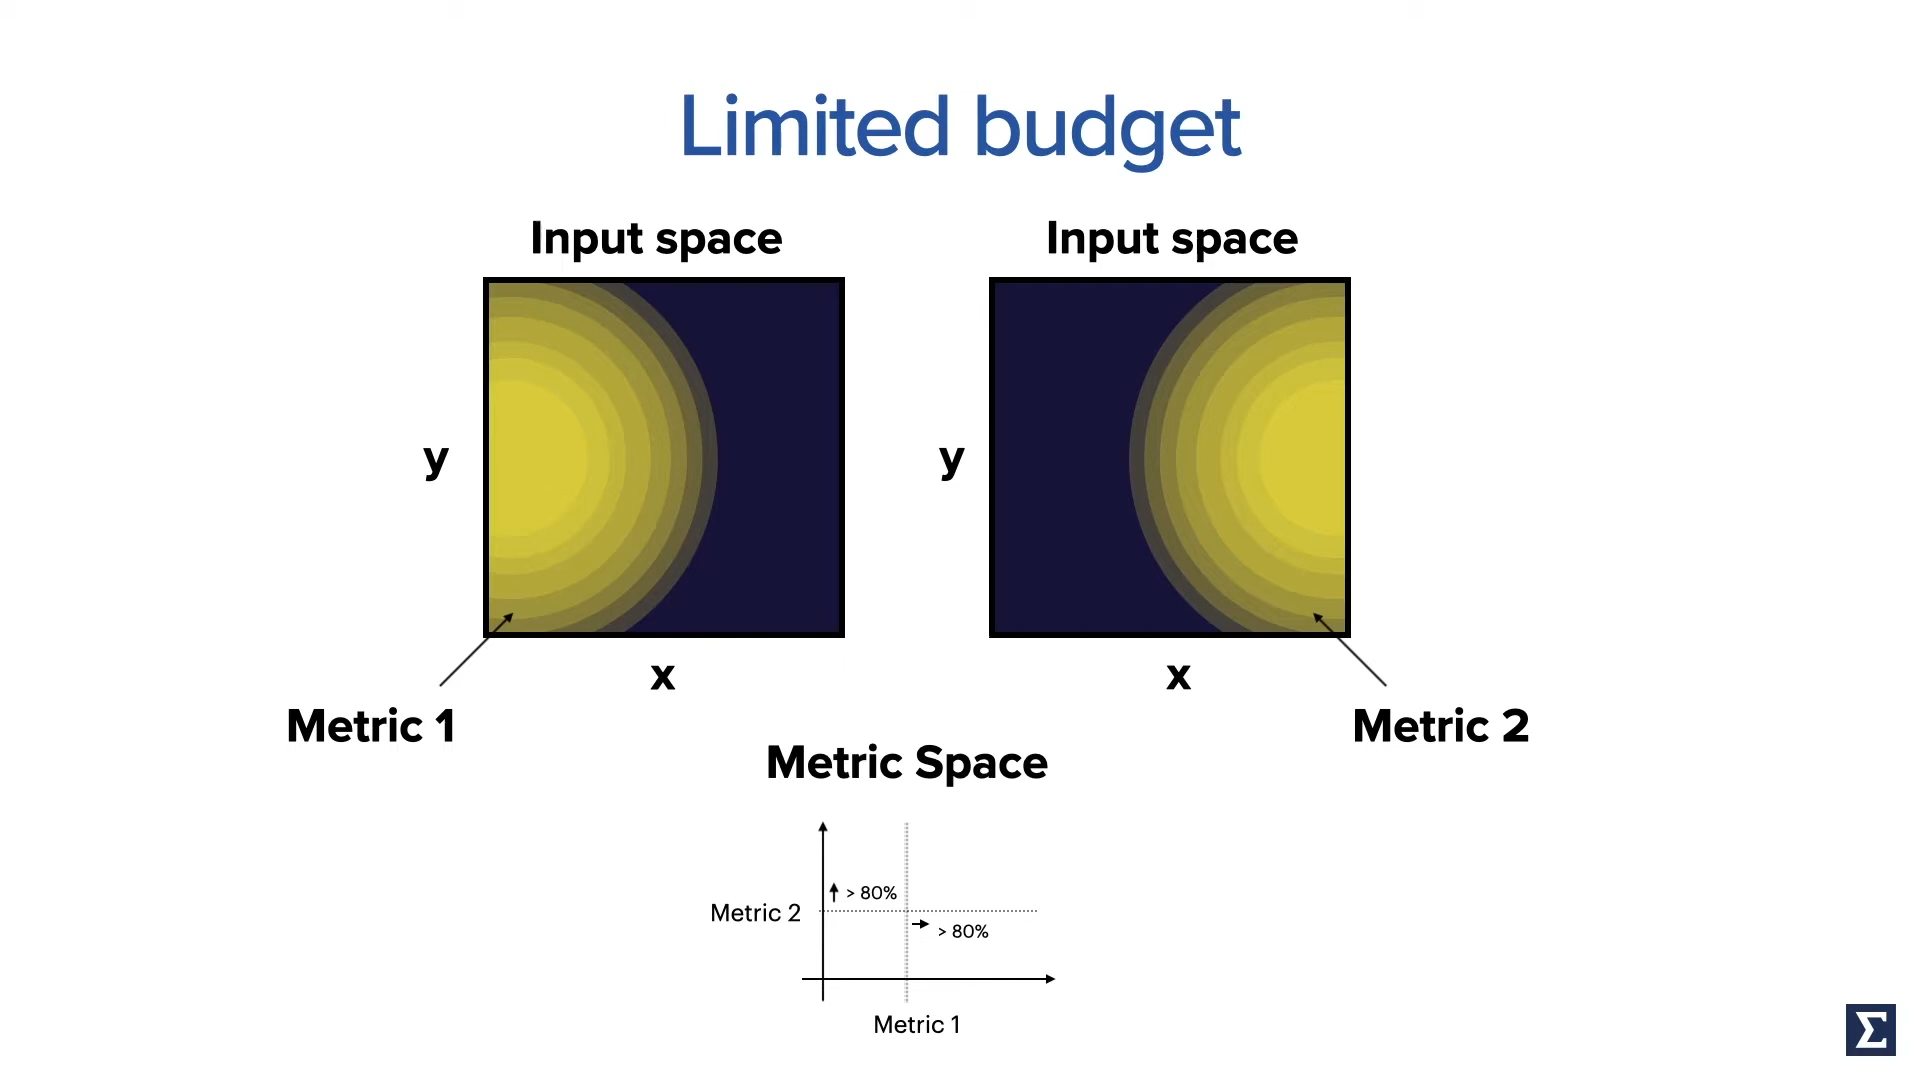 Limited budget
Input space
Input space
y
y
x
x
Metric 1
Metric 2
Metric Space
> 80%
Metric 2
> 80%
Metric 1
Σ